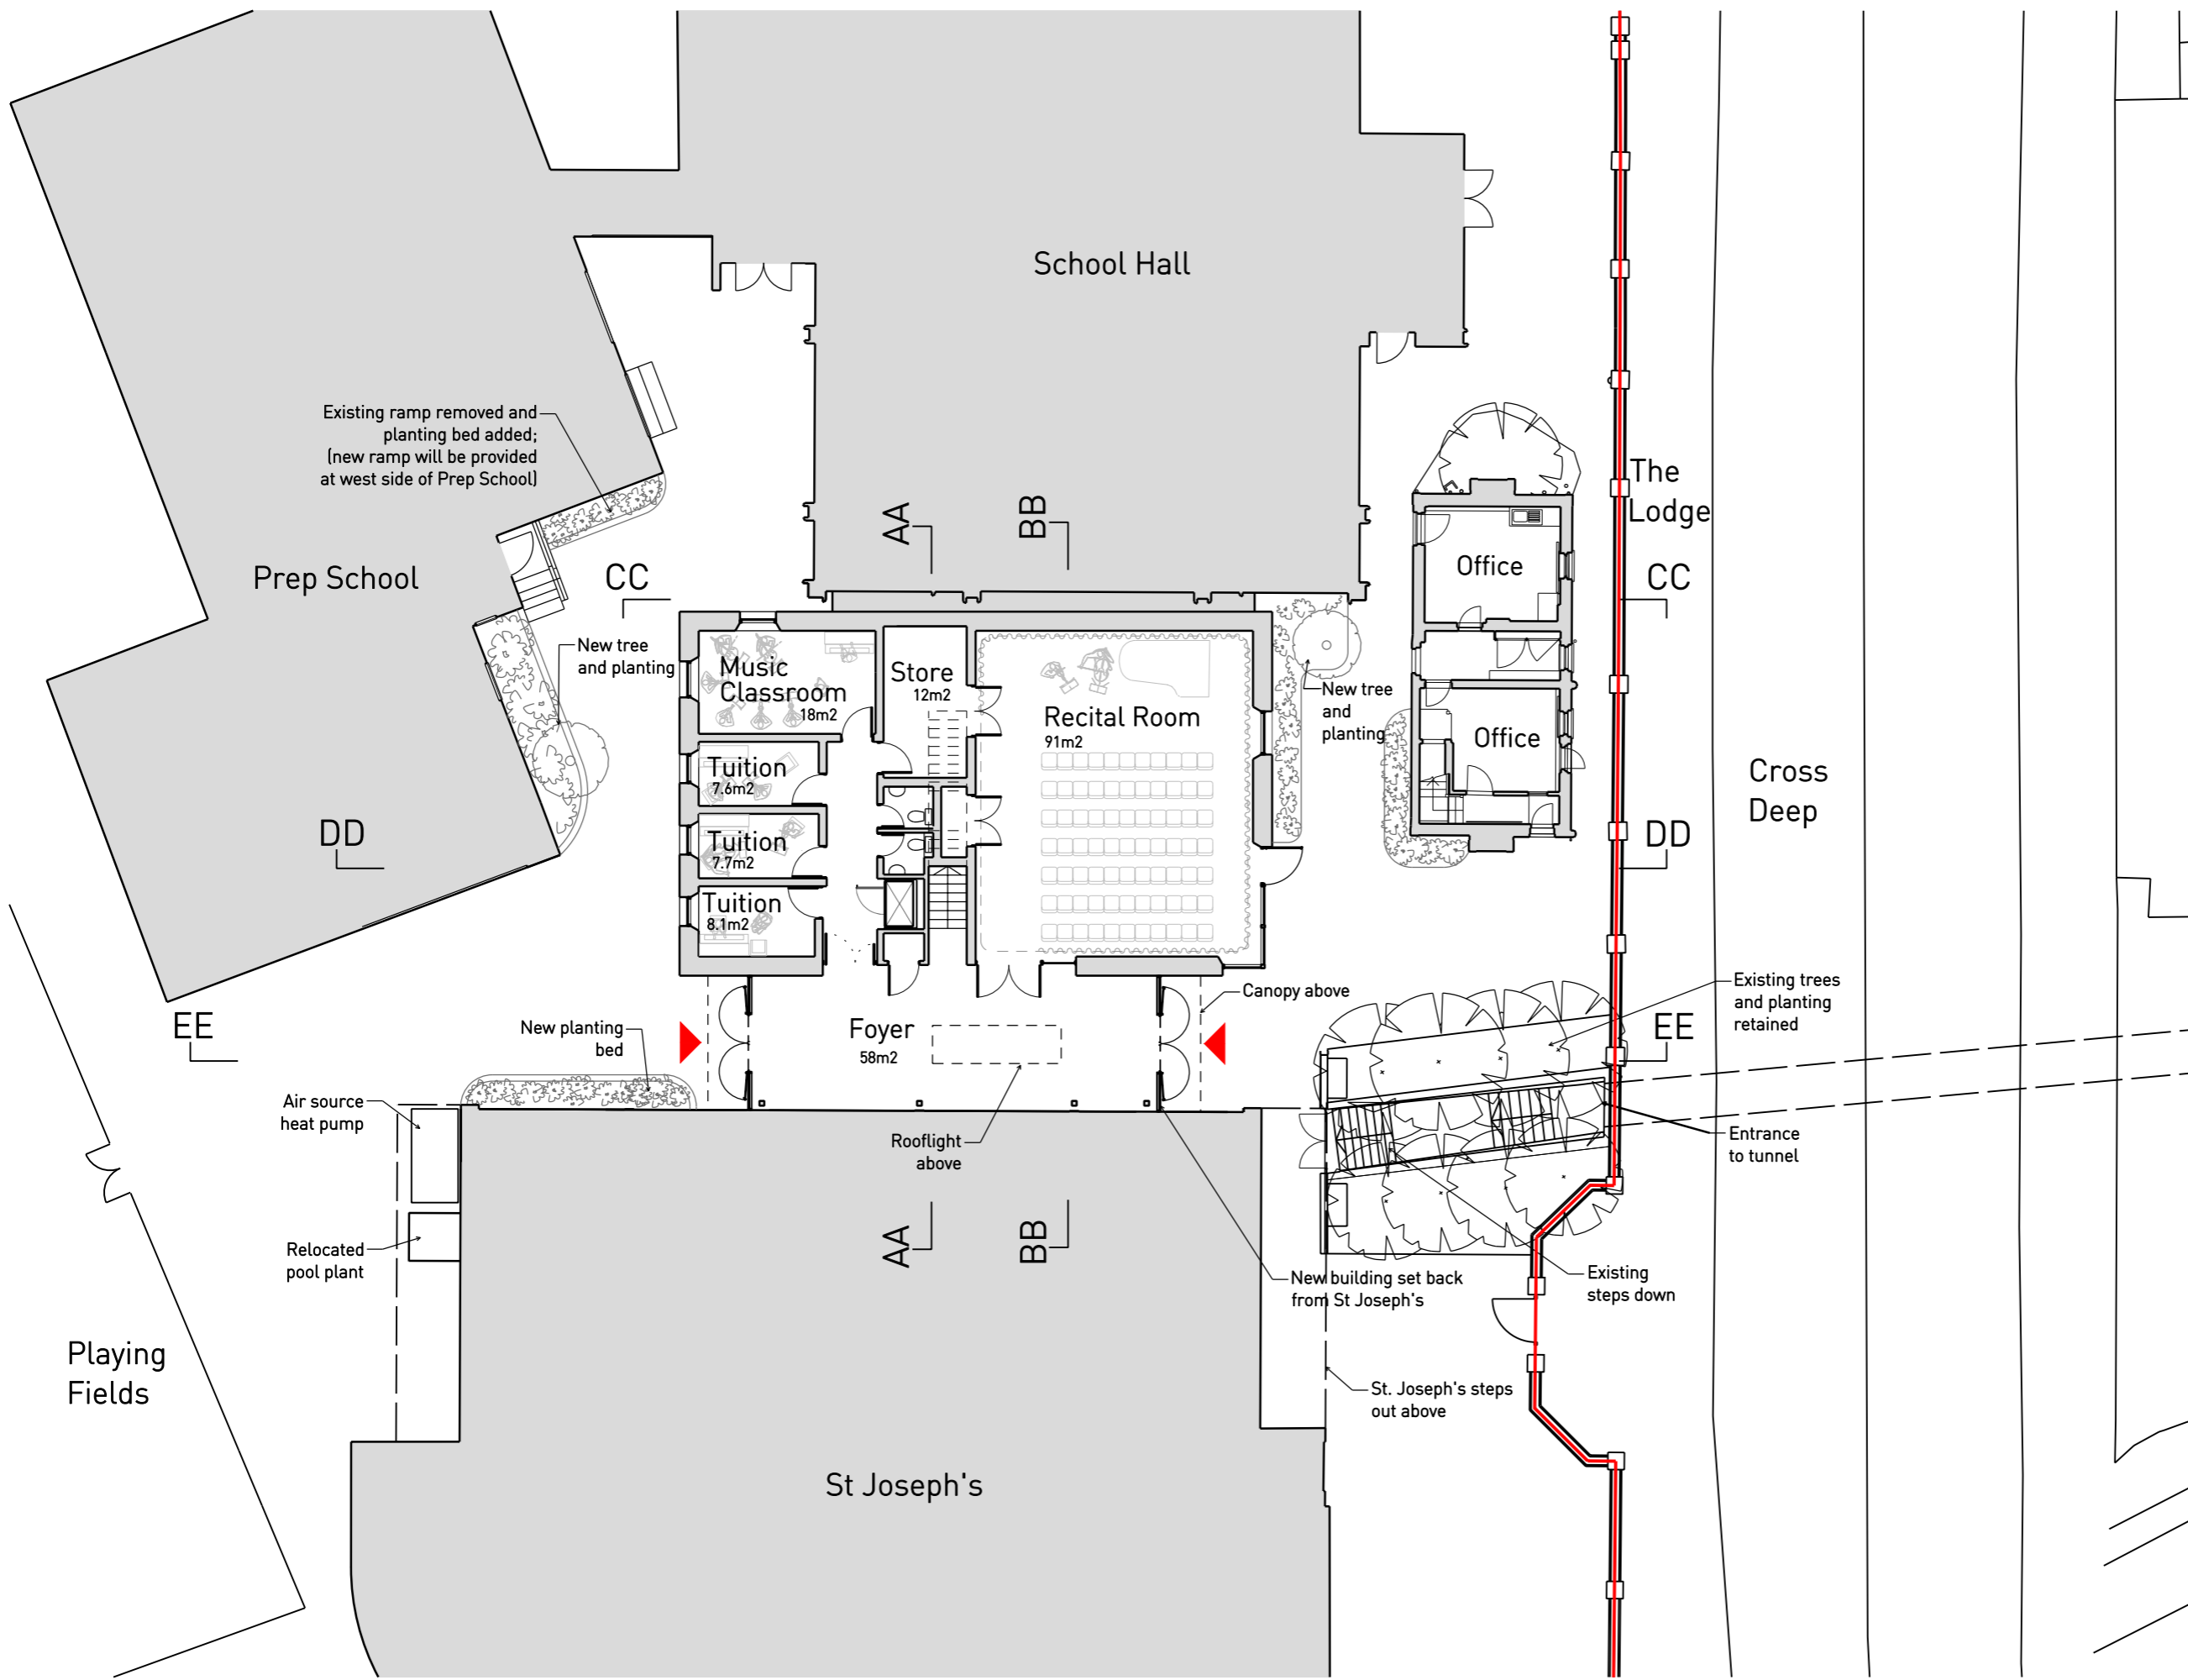 School Hall
Existing ramp removed and
planting bed added;
(new ramp will be provided
at west side of Prep School)
The
Lodge
AA
BB
Office
Prep School
CC
CC
New tree
and planting
Music
Classroom
18m2
Store
12m2
Recital Room
91m2
New tree
and
planting
Office
Tuition
7.6m2
Cross
Deep
Tuition
7.7m2
DD
DD
Tuition
8.1m2
Existing trees
and planting
retained
Canopy above
EE
New planting
bed
Foyer
58m2
EE
Air source
heat pump
Rooflight
above
Entrance
to tunnel
AA
BB
Relocated
pool plant
New building set back
from St Joseph's
Existing
steps down
Playing
Fields
St. Joseph's steps
out above
St Joseph's